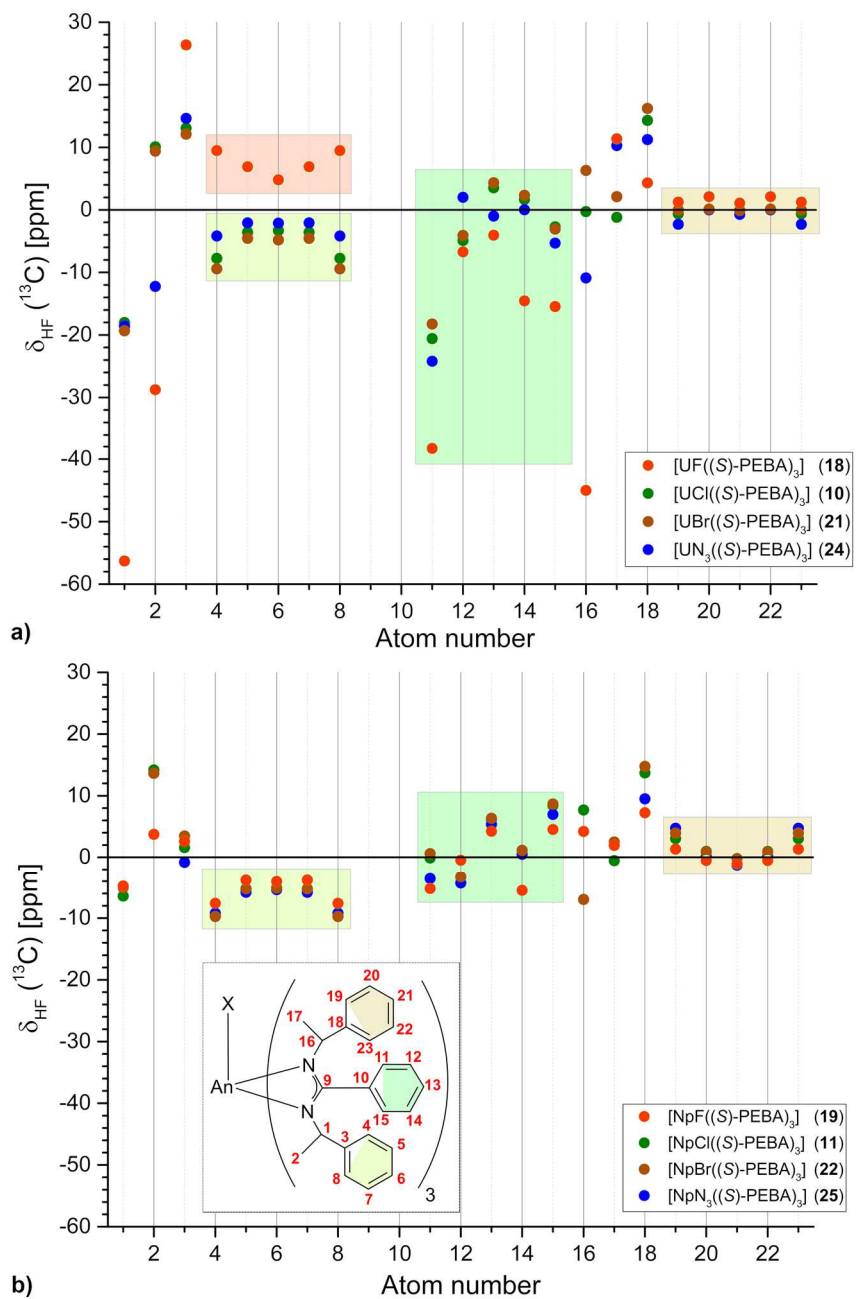 30
20
10
0
-10
-20
-30
-40
-50
-60
δHF (13C) [ppm]
[UF((S)-PEBA)3] (18)
[UCl((S)-PEBA)3] (10)
[UBr((S)-PEBA)3] (21)
[UN3((S)-PEBA)3] (24)
2 4 6 8 10 12 14 16 18 20 22
Atom number
a)
30
20
10
0
-10
-20
-30
-40
-50
-60
δHF (13C) [ppm]
X
An
N
N
1
2
3
4
5
6
7
8
9
10
11
12
13
14
15
16
17
18
19
20
21
22
23
3
[NpF((S)-PEBA)3] (19)
[NpCl((S)-PEBA)3] (11)
[NpBr((S)-PEBA)3] (22)
[NpN3((S)-PEBA)3] (25)
2 4 6 8 10 12 14 16 18 20 22
Atom number
b)